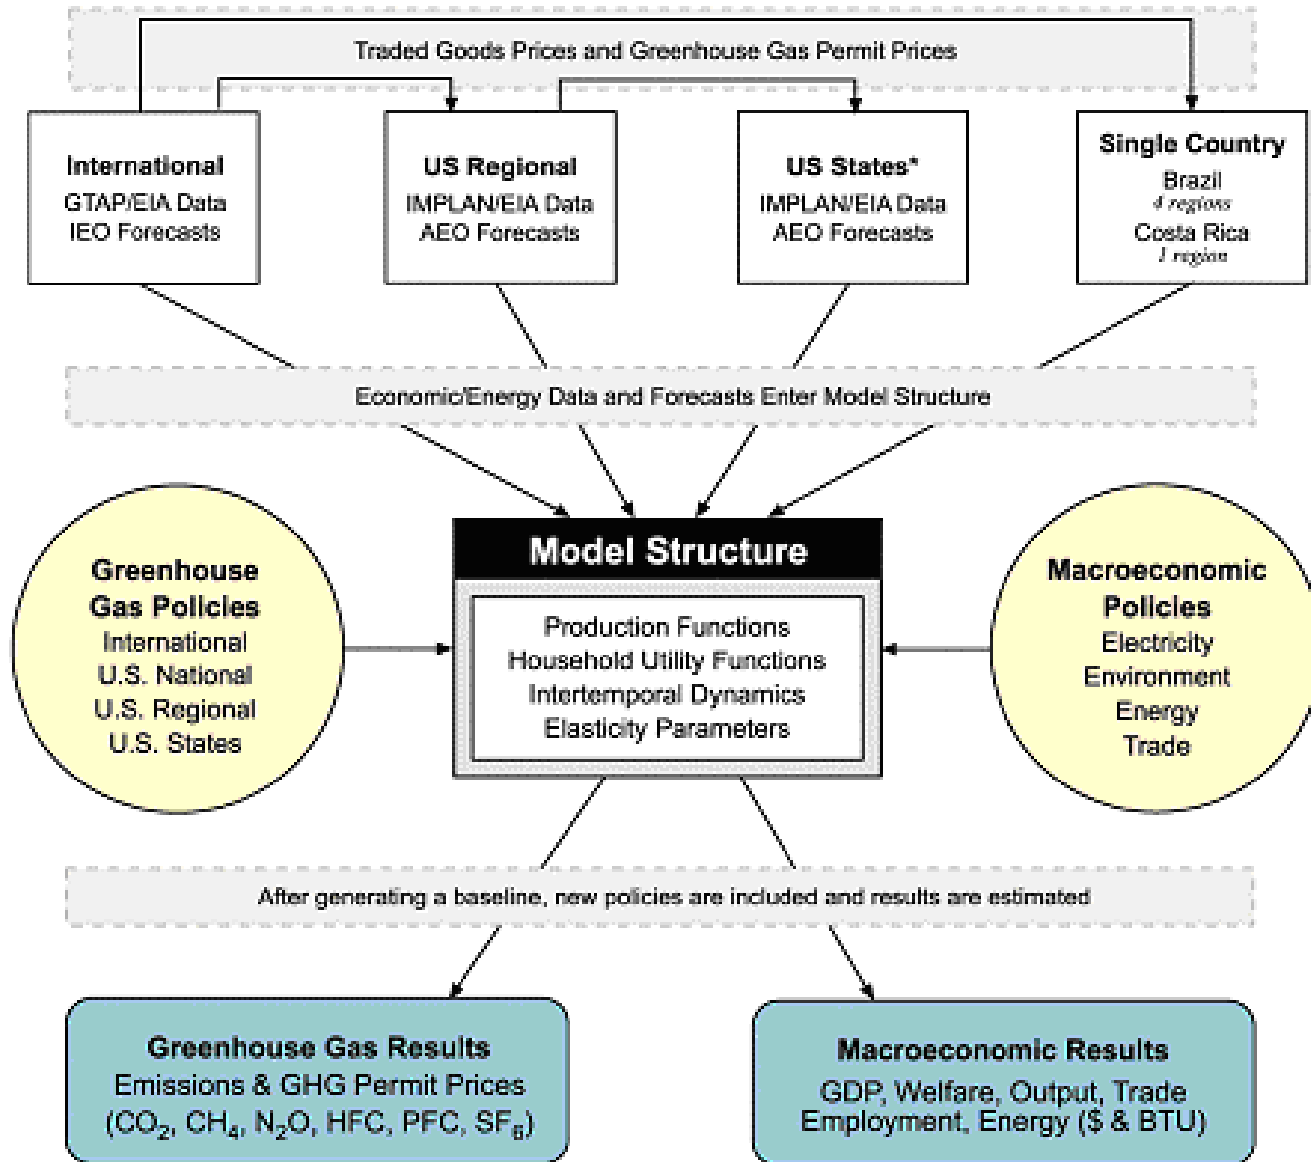 Traded Goods Prices and Greenhouse Gas Permit Prices
International
GTAP/EIA Data
IEO Forecasts
US Regional
IMPLAN/EIA Data
AEO Forecasts
US States*
IMPLAN/EIA Data
AEO Forecasts
Single Country
Brazil
4 regions
Costa Rica
1 region
Economic/Energy Data and Forecasts Enter Model Structure
Greenhouse
Gas Policies
International
U.S. National
U.S. Regional
U.S. States
Model Structure
Production Functions
Household Utility Functions
Intertemporal Dynamics
Elasticity Parameters
Macroeconomic
Policies
Electricity
Environment
Energy
Trade
After generating a baseline, new policies are included and results are estimated
Greenhouse Gas Results
Emissions & GHG Permit Prices
(CO₂, CH₄, N₂O, HFC, PFC, SF₆)
Macroeconomic Results
GDP, Welfare, Output, Trade
Employment, Energy ($ & BTU)